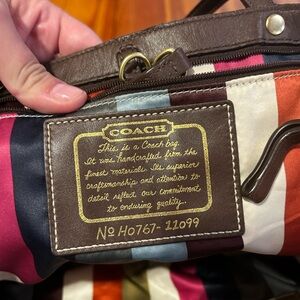 COACH
This is a Coach bag.
It was handcrafted from the
finest materials. Its superior
craftsmanship and attention to
detail reflect our commitment
to enduring quality.
No H0767-11099